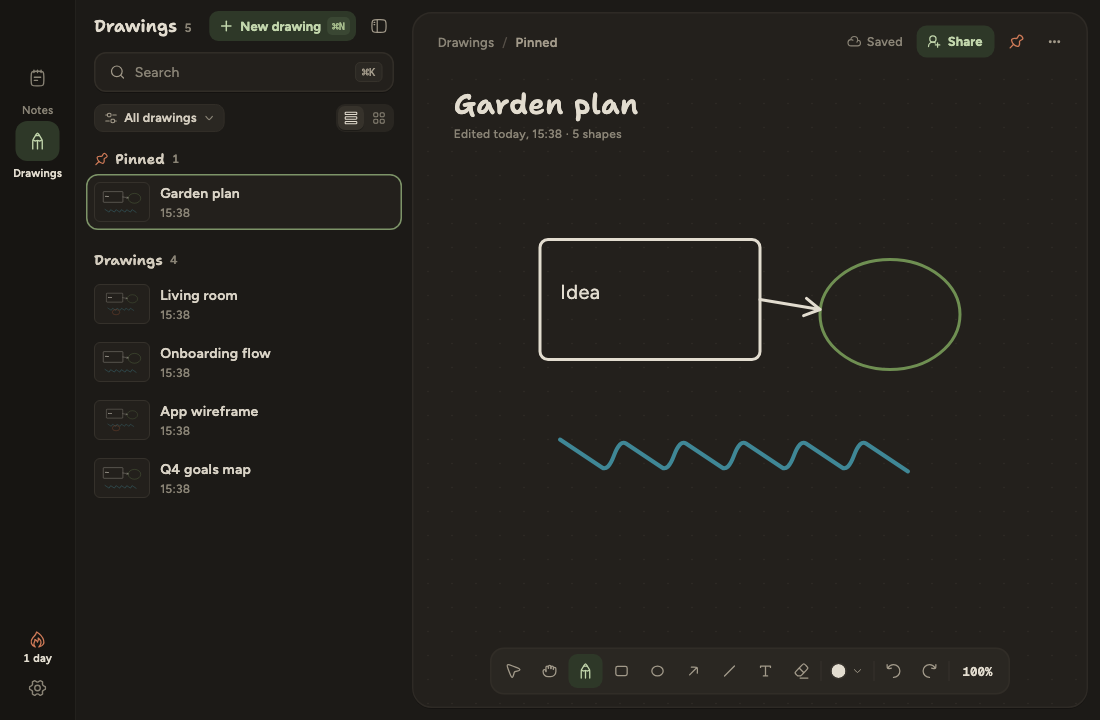 Notes
Drawings
1 day
Drawings 5
New drawing ⌘N
Search ⌘K
All drawings
Pinned 1
Garden plan
15:38
Drawings 4
Living room
15:38
Onboarding flow
15:38
App wireframe
15:38
Q4 goals map
15:38
Drawings / Pinned
Saved
Share
Garden plan
Edited today, 15:38 · 5 shapes
Idea
100%